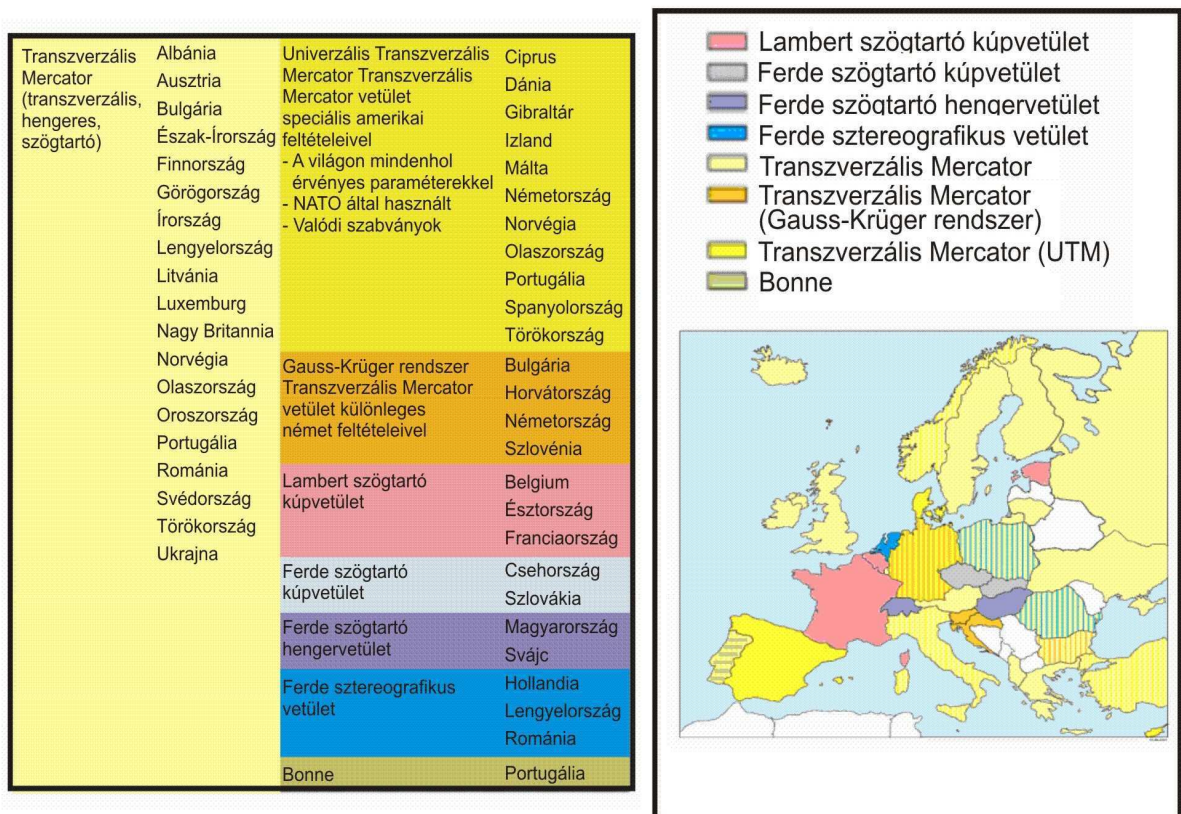 Transzverzális
Mercator
(transzverzális,
hengeres,
szögtartó)
Albánia
Ausztria
Bulgária
Észak-Írország
Finnország
Görögország
Írország
Lengyelország
Litvánia
Luxemburg
Nagy Britannia
Norvégia
Olaszország
Oroszország
Portugália
Románia
Svédország
Törökország
Ukrajna
Univerzális Transzverzális
Mercator Transzverzális
Mercator vetület
speciális amerikai
feltételeivel
- A világon mindenhol
érvényes paraméterekkel
- NATO által használt
- Valódi szabványok
Ciprus
Dánia
Gibraltár
Izland
Málta
Németország
Norvégia
Olaszország
Portugália
Spanyolország
Törökország
Gauss-Krüger rendszer
Transzverzális Mercator
vetület különleges
német feltételeivel
Bulgária
Horvátország
Németország
Szlovénia
Lambert szögtartó
kúpvetület
Belgium
Észtország
Franciaország
Ferde szögtartó
kúpvetület
Csehország
Szlovákia
Ferde szögtartó
hengervetület
Magyarország
Svájc
Ferde sztereografikus
vetület
Hollandia
Lengyelország
Románia
Bonne
Portugália
Lambert szögtartó kúpvetület
Ferde szögtartó kúpvetület
Ferde szögtartó hengervetület
Ferde sztereografikus vetület
Transzverzális Mercator
Transzverzális Mercator
(Gauss-Krüger rendszer)
Transzverzális Mercator (UTM)
Bonne